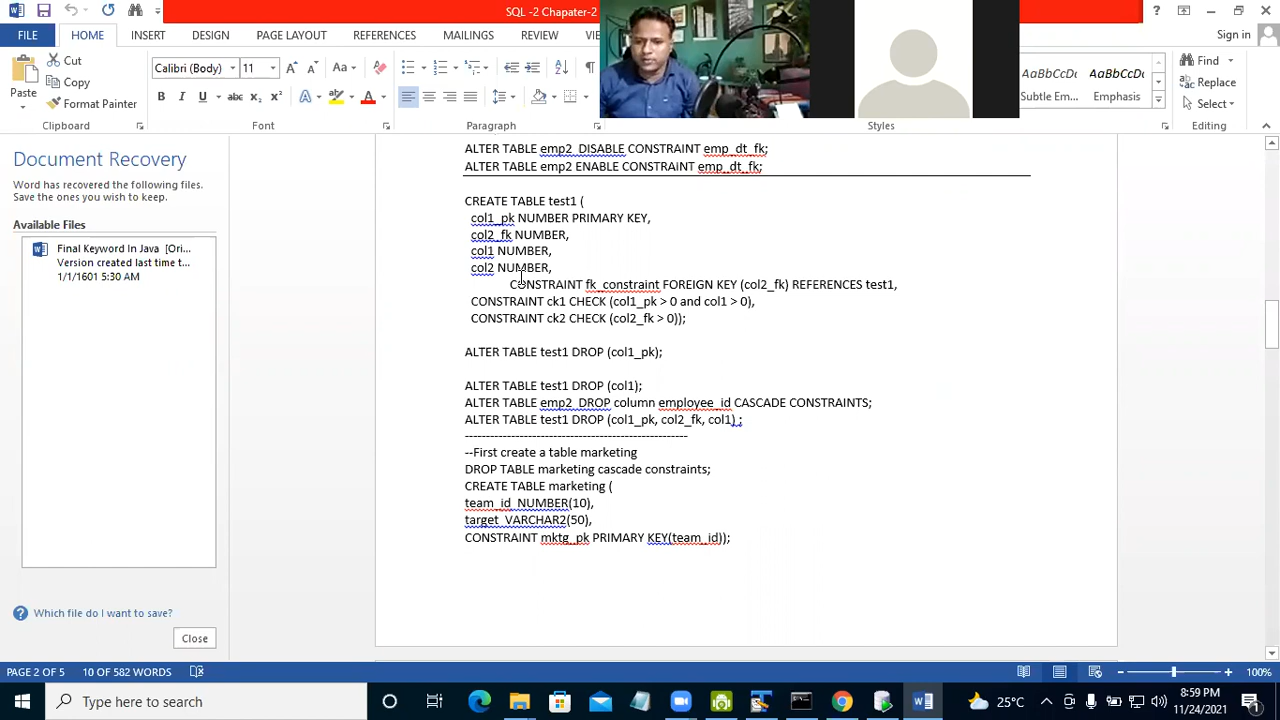 SQL -2 Chapater-2
FILE HOME INSERT DESIGN PAGE LAYOUT REFERENCES MAILINGS REVIEW VI
Sign in
Paste
Cut
Copy
Format Painter
Clipboard
Calibri (Body) 11
Font
Paragraph
AaBbCcDc AaBbCcDc
Subtle Em... Emphasis
Styles
Find
Replace
Select
Editing
Document Recovery
Word has recovered the following files.
Save the ones you wish to keep.
Available Files
Final Keyword In Java [Ori...
Version created last time t...
1/1/1601 5:30 AM
Which file do I want to save?
Close
ALTER TABLE emp2 DISABLE CONSTRAINT emp_dt_fk;
ALTER TABLE emp2 ENABLE CONSTRAINT emp_dt_fk;
CREATE TABLE test1 (
col1_pk NUMBER PRIMARY KEY,
col2_fk NUMBER,
col1 NUMBER,
col2 NUMBER,
CONSTRAINT fk_constraint FOREIGN KEY (col2_fk) REFERENCES test1,
CONSTRAINT ck1 CHECK (col1_pk > 0 and col1 > 0),
CONSTRAINT ck2 CHECK (col2_fk > 0));
ALTER TABLE test1 DROP (col1_pk);
ALTER TABLE test1 DROP (col1);
ALTER TABLE emp2 DROP column employee_id CASCADE CONSTRAINTS;
ALTER TABLE test1 DROP (col1_pk, col2_fk, col1) ;
----------------------------------------------------
--First create a table marketing
DROP TABLE marketing cascade constraints;
CREATE TABLE marketing (
team_id NUMBER(10),
target VARCHAR2(50),
CONSTRAINT mktg_pk PRIMARY KEY(team_id));
PAGE 2 OF 5 10 OF 582 WORDS
100%
Type here to search
25°C
8:59 PM
11/24/2021